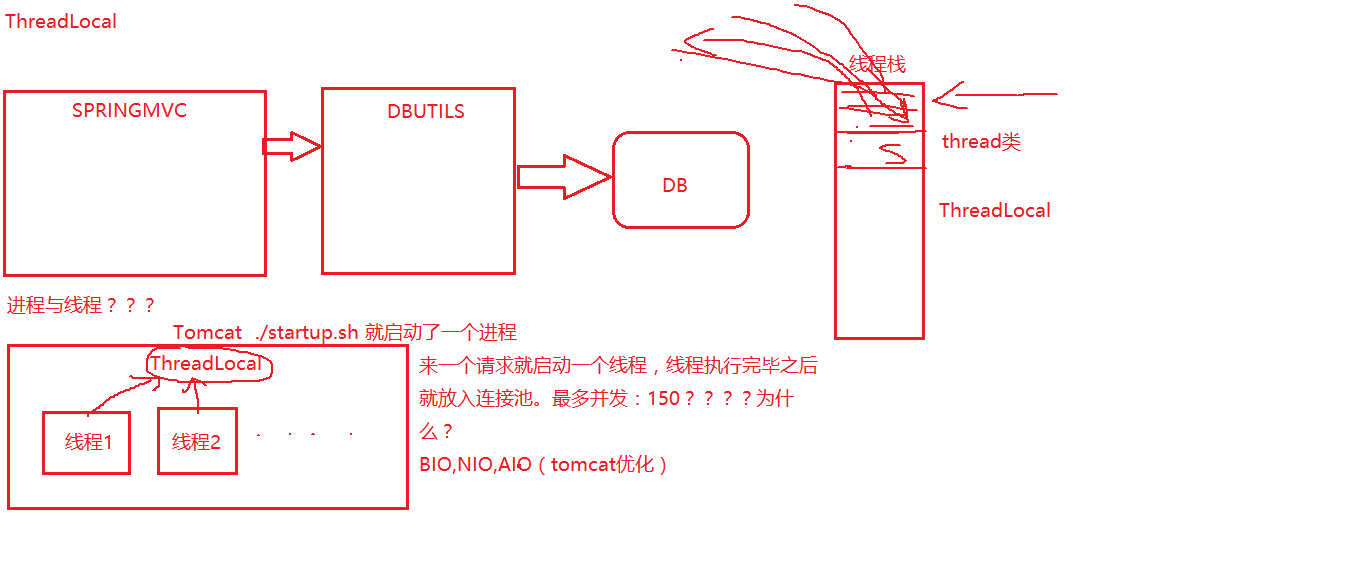 ThreadLocal
SPRINGMVC
DBUTILS
DB
线程栈
thread类
ThreadLocal
进程与线程？？？
Tomcat ./startup.sh 就启动了一个进程
ThreadLocal
线程1
线程2
来一个请求就启动一个线程，线程执行完毕之后
就放入连接池。最多并发：150？？？？为什
么？
BIO,NIO,AIO（tomcat优化）